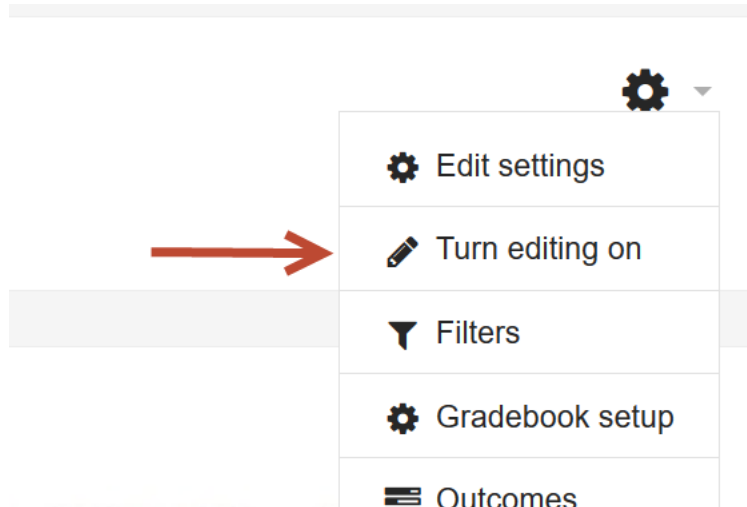 Edit settings
Turn editing on
Filters
Gradebook setup
Outcomes